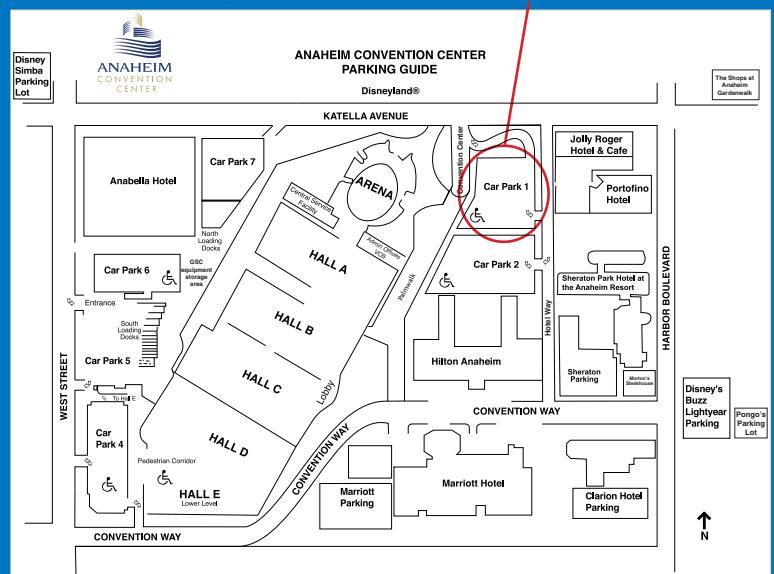 Disney
Simba
Parking
Lot
ANAHEIM
CONVENTION
CENTER
ANAHEIM CONVENTION CENTER
PARKING GUIDE
Disneyland®
The Shops at
Anaheim
Gardenwalk
KATELLA AVENUE
Anabella Hotel
Car Park 7
ARENA
Central Service
Facility
Convention Center
Car Park 1
Jolly Roger
Hotel & Cafe
Portofino
Hotel
North
Loading
Docks
HALL A
Admin Offices
VCB
Palmwalk
Car Park 2
Car Park 6
GSC
equipment
storage
area
Sheraton Park Hotel at
the Anaheim Resort
Entrance
South
Loading
Docks
HALL B
Hotel Way
HARBOR BOULEVARD
Car Park 5
WEST STREET
HALL C
Lobby
Hilton Anaheim
Sheraton
Parking
Morton's
Steakhouse
To Hall E
Car
Park 4
HALL D
CONVENTION WAY
CONVENTION WAY
Disney's
Buzz
Lightyear
Parking
Pongo's
Parking
Lot
Pedestrian Corridor
HALL E
Lower Level
Marriott
Parking
Marriott Hotel
Clarion Hotel
Parking
CONVENTION WAY
N